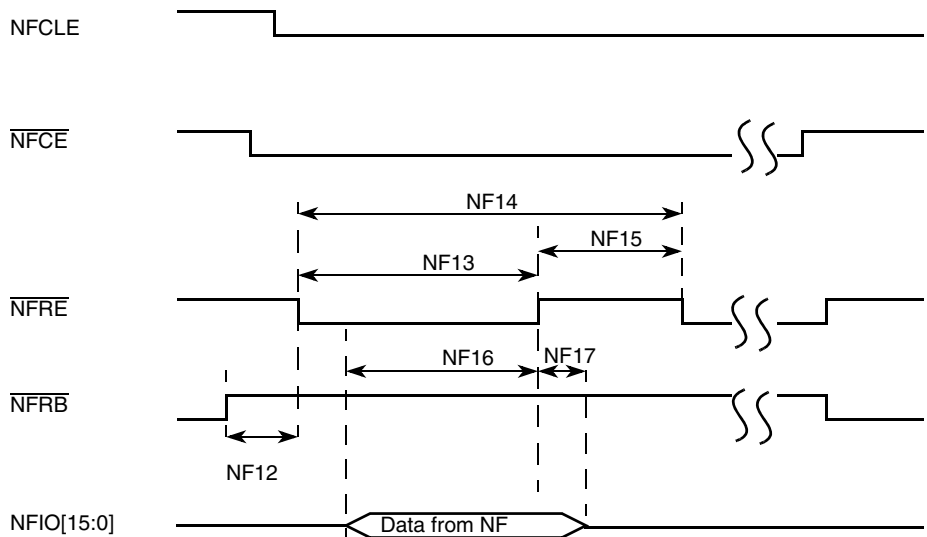 NFCLE
NFCE
NF14
NF15
NF13
NFRE
NF16
NF17
NFRB
NF12
NFIO[15:0]
Data from NF